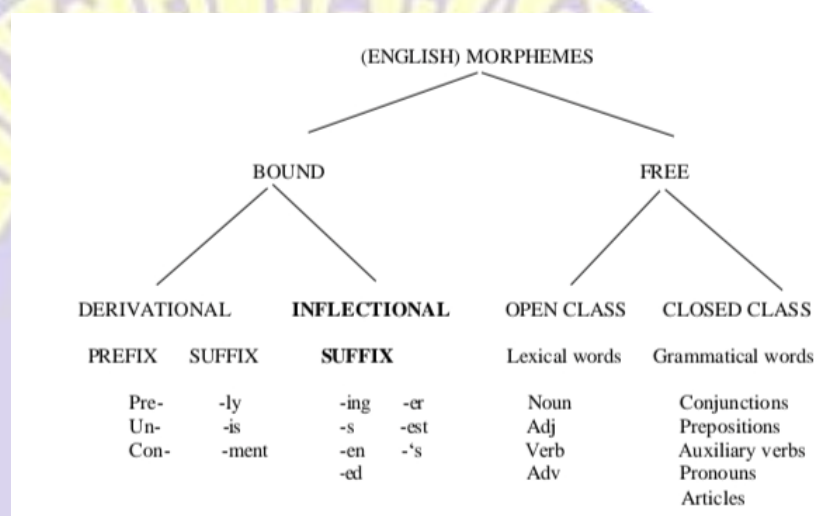 (ENGLISH) MORPHEMES
BOUND FREE
DERIVATIONAL INFLECTIONAL OPEN CLASS CLOSED CLASS
PREFIX SUFFIX SUFFIX Lexical words Grammatical words
Pre- -ly -ing -er Noun Conjunctions
Un- -is -s -est Adj Prepositions
Con- -ment -en -‘s Verb Auxiliary verbs
-ed Adv Pronouns
Articles